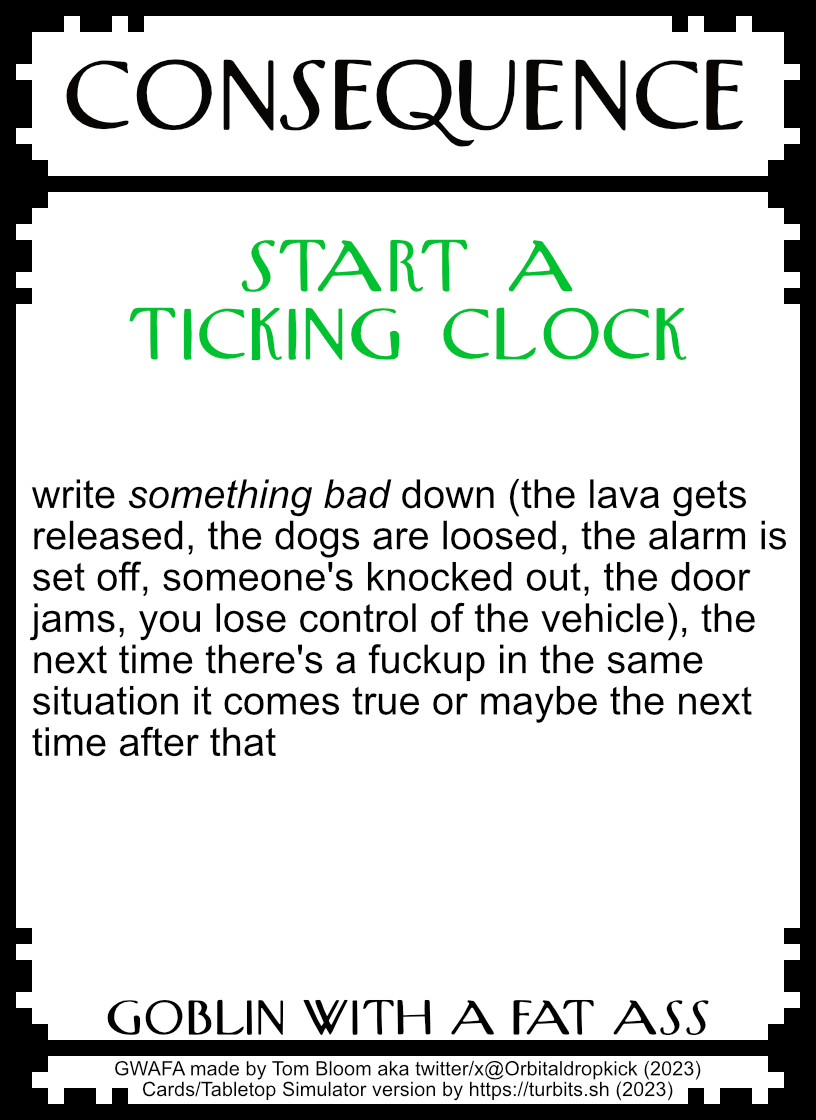 CONSEQUENCE
START A
TICKING CLOCK
write something bad down (the lava gets
released, the dogs are loosed, the alarm is
set off, someone's knocked out, the door
jams, you lose control of the vehicle), the
next time there's a fuckup in the same
situation it comes true or maybe the next
time after that
GOBLIN WITH A FAT ASS
GWAFA made by Tom Bloom aka twitter/x@Orbitaldropkick (2023)
Cards/Tabletop Simulator version by https://turbits.sh (2023)